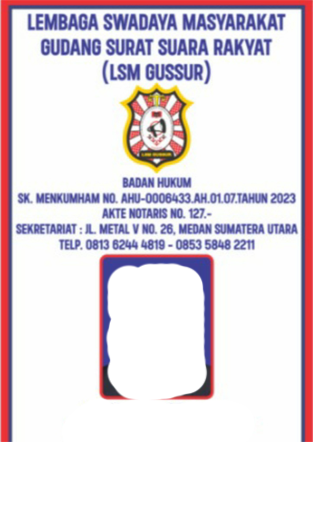 LEMBAGA SWADAYA MASYARAKAT
GUDANG SURAT SUARA RAKYAT
(LSM GUSSUR)
LSM GUSSUR
BADAN HUKUM
SK. MENKUMHAM NO. AHU-0006433.AH.01.07.TAHUN 2023
AKTE NOTARIS NO. 127.-
SEKRETARIAT : JL. METAL V NO. 26, MEDAN SUMATERA UTARA
TELP. 0813 6244 4819 - 0853 5848 2211